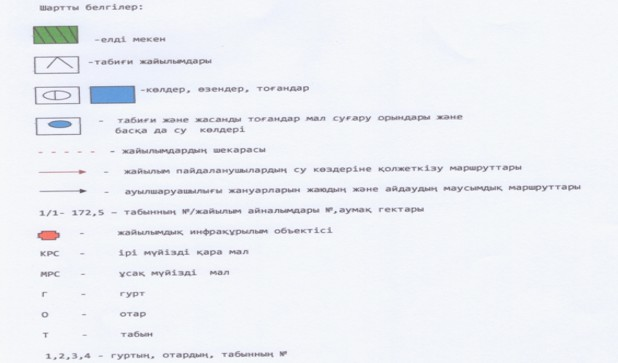 Шартты белгілер:
-елді мекен
-табиғи жайылымдары
-көлдер, өзендер, тоғандар
- табиғи және жасанды тоғандар мал суғару орындары және
басқа да су көлдері
- - - - - - жайылымдардың шекарасы
- жайылым пайдаланушылардың су көздеріне қолжеткізу маршруттары
- ауылшаруашылығы жануарларын жаюдың және айдаудың маусымдық маршруттары
1/1- 172,5 – табынның №/жайылым айналымдары №,аумақ гектары
- жайылымдық инфрақұрылым объектісі
КРС - ірі мүйізді қара мал
МРС - ұсақ мүйізді мал
Г - гурт
О - отар
Т - табын
1,2,3,4 - гуртың, отардың, табынның №